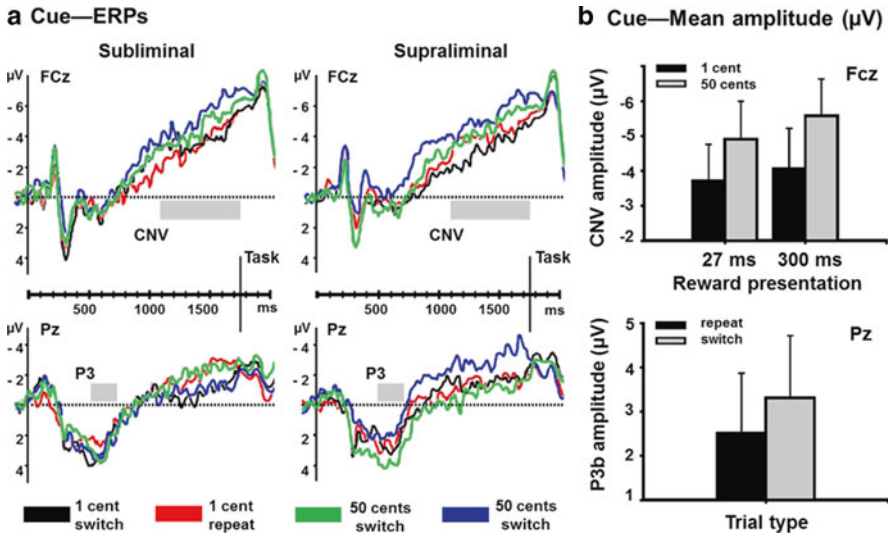 a Cue—ERPs
Subliminal
Supraliminal
µV
FCz
- 6
- 4
- 2
2
4
CNV
µV
FCz
- 6
- 4
- 2
2
4
CNV
Task
500
1000
1500
ms
Task
500
1000
1500
ms
µV
Pz
- 4
- 2
P3
2
4
µV
Pz
- 4
- 2
P3
2
4
1 cent
switch
1 cent
repeat
50 cents
switch
50 cents
switch
b Cue—Mean amplitude (µV)
1 cent
50 cents
Fcz
CNV amplitude (µV)
-6
-5
-4
-3
-2
27 ms
300 ms
Reward presentation
repeat
switch
Pz
P3b amplitude (µV)
5
4
3
2
1
Trial type